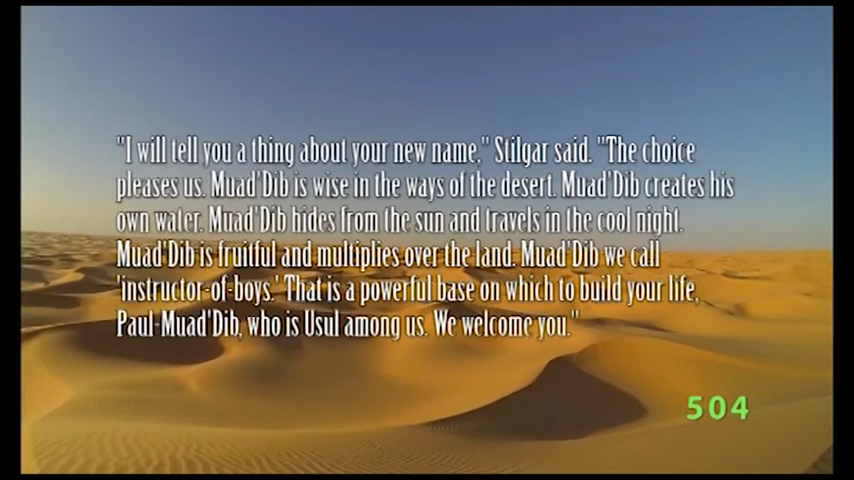 "I will tell you a thing about your new name," Stilgar said. "The choice
pleases us. Muad'Dib is wise in the ways of the desert. Muad'Dib creates his
own water. Muad'Dib hides from the sun and travels in the cool night.
Muad'Dib is fruitful and multiplies over the land. Muad'Dib we call
'instructor-of-boys.' That is a powerful base on which to build your life,
Paul-Muad'Dib, who is Usul among us. We welcome you."
504